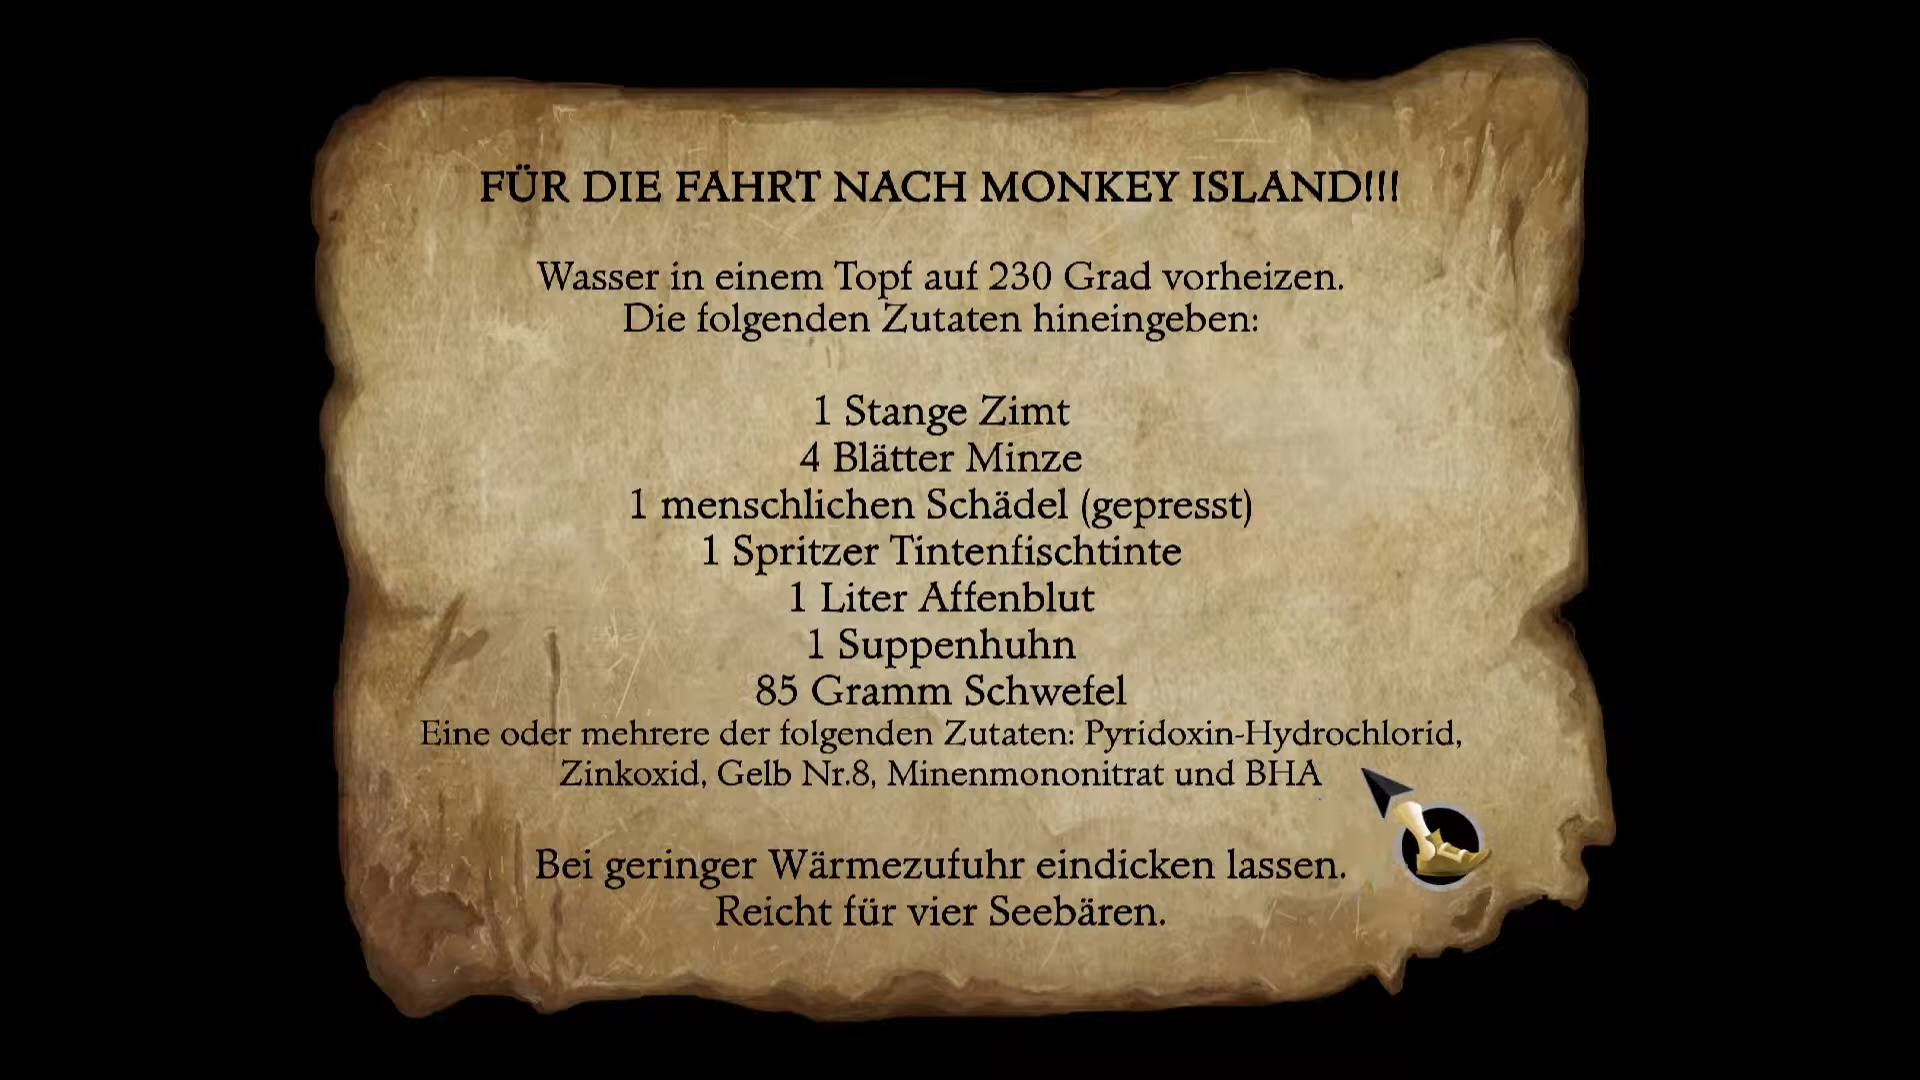 FÜR DIE FAHRT NACH MONKEY ISLAND!!!
Wasser in einem Topf auf 230 Grad vorheizen.
Die folgenden Zutaten hineingeben:
1 Stange Zimt
4 Blätter Minze
1 menschlichen Schädel (gepresst)
1 Spritzer Tintenfischtinte
1 Liter Affenblut
1 Suppenhuhn
85 Gramm Schwefel
Eine oder mehrere der folgenden Zutaten: Pyridoxin-Hydrochlorid,
Zinkoxid, Gelb Nr.8, Minenmononitrat und BHA
Bei geringer Wärmezufuhr eindicken lassen.
Reicht für vier Seebären.